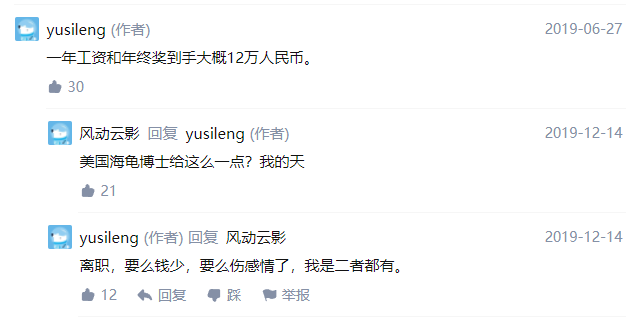 yusileng (作者) 2019-06-27
一年工资和年终奖到手大概12万人民币。
30
风动云影 回复 yusileng (作者) 2019-12-14
美国海龟博士给这么一点？我的天
21
yusileng (作者) 回复 风动云影 2019-12-14
离职，要么钱少，要么伤感情了，我是二者都有。
12 回复 踩 举报